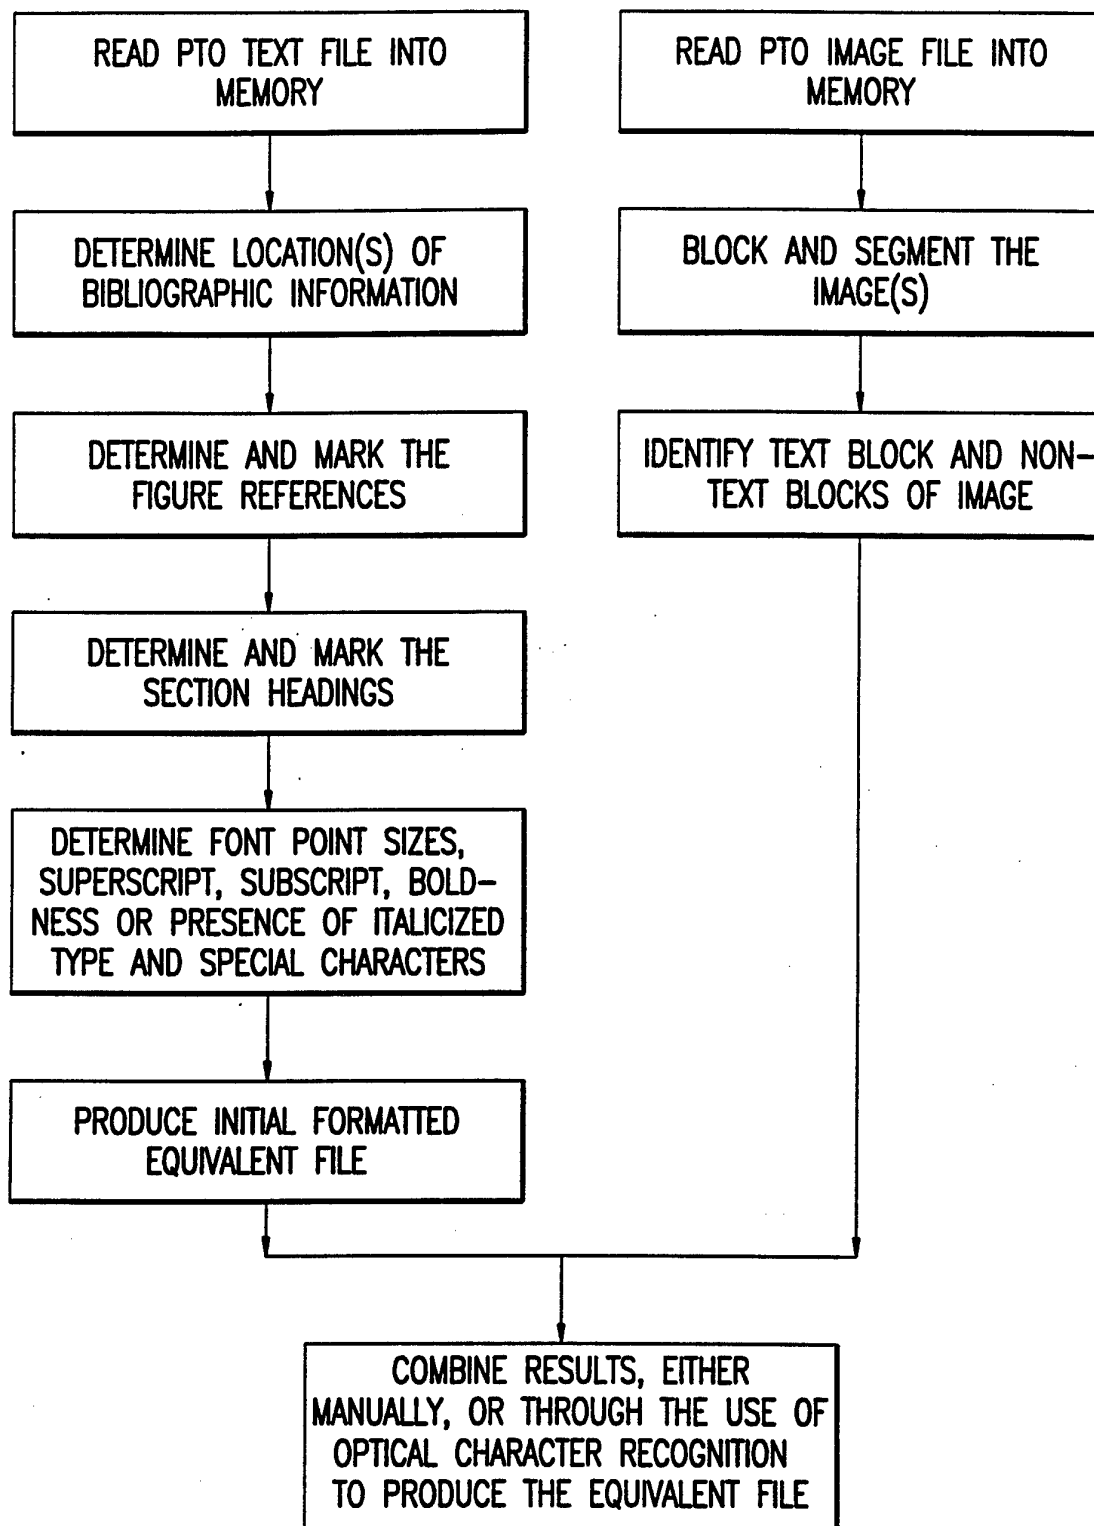 READ PTO TEXT FILE INTO
MEMORY
DETERMINE LOCATION(S) OF
BIBLIOGRAPHIC INFORMATION
DETERMINE AND MARK THE
FIGURE REFERENCES
DETERMINE AND MARK THE
SECTION HEADINGS
DETERMINE FONT POINT SIZES,
SUPERSCRIPT, SUBSCRIPT, BOLD-
NESS OR PRESENCE OF ITALICIZED
TYPE AND SPECIAL CHARACTERS
PRODUCE INITIAL FORMATTED
EQUIVALENT FILE
READ PTO IMAGE FILE INTO
MEMORY
BLOCK AND SEGMENT THE
IMAGE(S)
IDENTIFY TEXT BLOCK AND NON-
TEXT BLOCKS OF IMAGE
COMBINE RESULTS, EITHER
MANUALLY, OR THROUGH THE USE OF
OPTICAL CHARACTER RECOGNITION
TO PRODUCE THE EQUIVALENT FILE